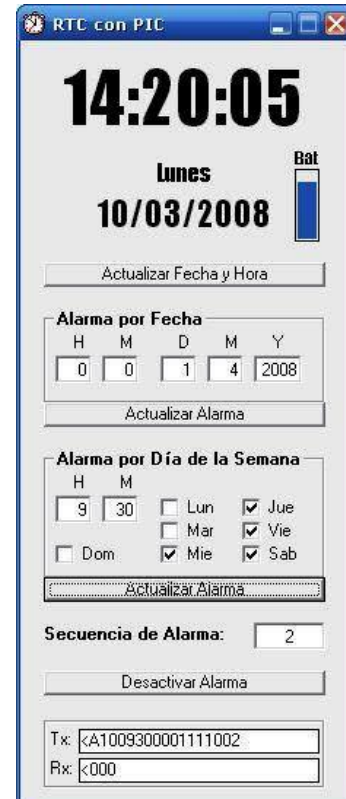 RTC con PIC
14:20:05
Bat
lunes
10/03/2008
Actualizar Fecha y Hora
Alarma por Fecha
H M D M Y
0 0 1 4 2008
Actualizar Alarma
Alarma por Día de la Semana
H M
9 30 Lun Jue
Mar Vie
Dom Mie Sab
Actualizar Alarma
Secuencia de Alarma: 2
Desactivar Alarma
Tx: <A1009300001111002
Rx: <000